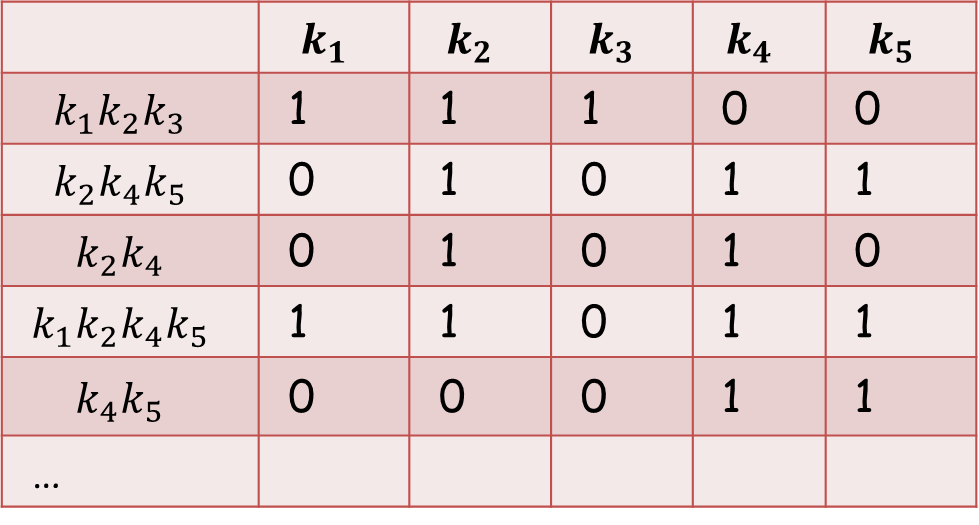 k₁ k₂ k₃ k₄ k₅
k₁k₂k₃ 1 1 1 0 0
k₂k₄k₅ 0 1 0 1 1
k₂k₄ 0 1 0 1 0
k₁k₂k₄k₅ 1 1 0 1 1
k₄k₅ 0 0 0 1 1
...